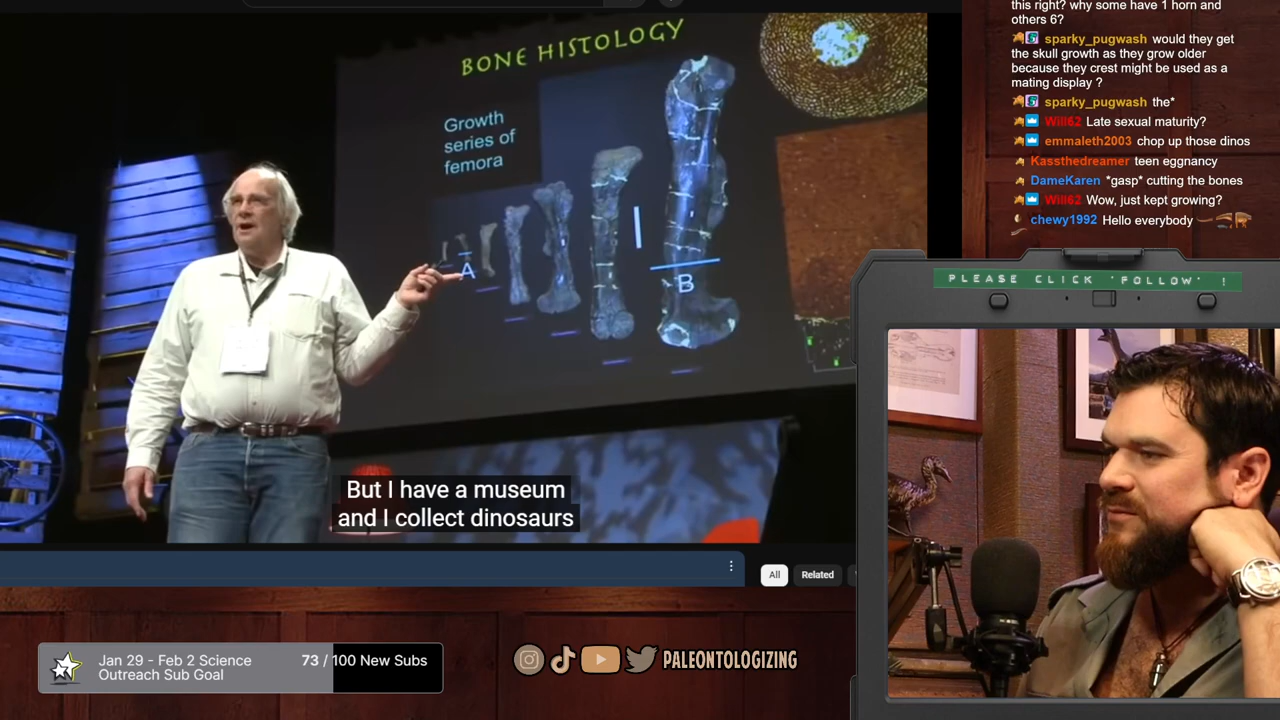 this right? why some have 1 horn and
others 6?
sparky_pugwash would they get
the skull growth as they grow older
because they crest might be used as a
mating display ?
sparky_pugwash the*
Will62 Late sexual maturity?
emmaleth2003 chop up those dinos
Kassthedreamer teen eggnancy
DameKaren *gasp* cutting the bones
Will62 Wow, just kept growing?
chewy1992 Hello everybody
BONE HISTOLOGY
Growth
series of
femora
A
B
PLEASE CLICK "FOLLOW" !
But I have a museum
and I collect dinosaurs
All
Related
Jan 29 - Feb 2 Science
Outreach Sub Goal
73 / 100 New Subs
PALEONTOLOGIZING